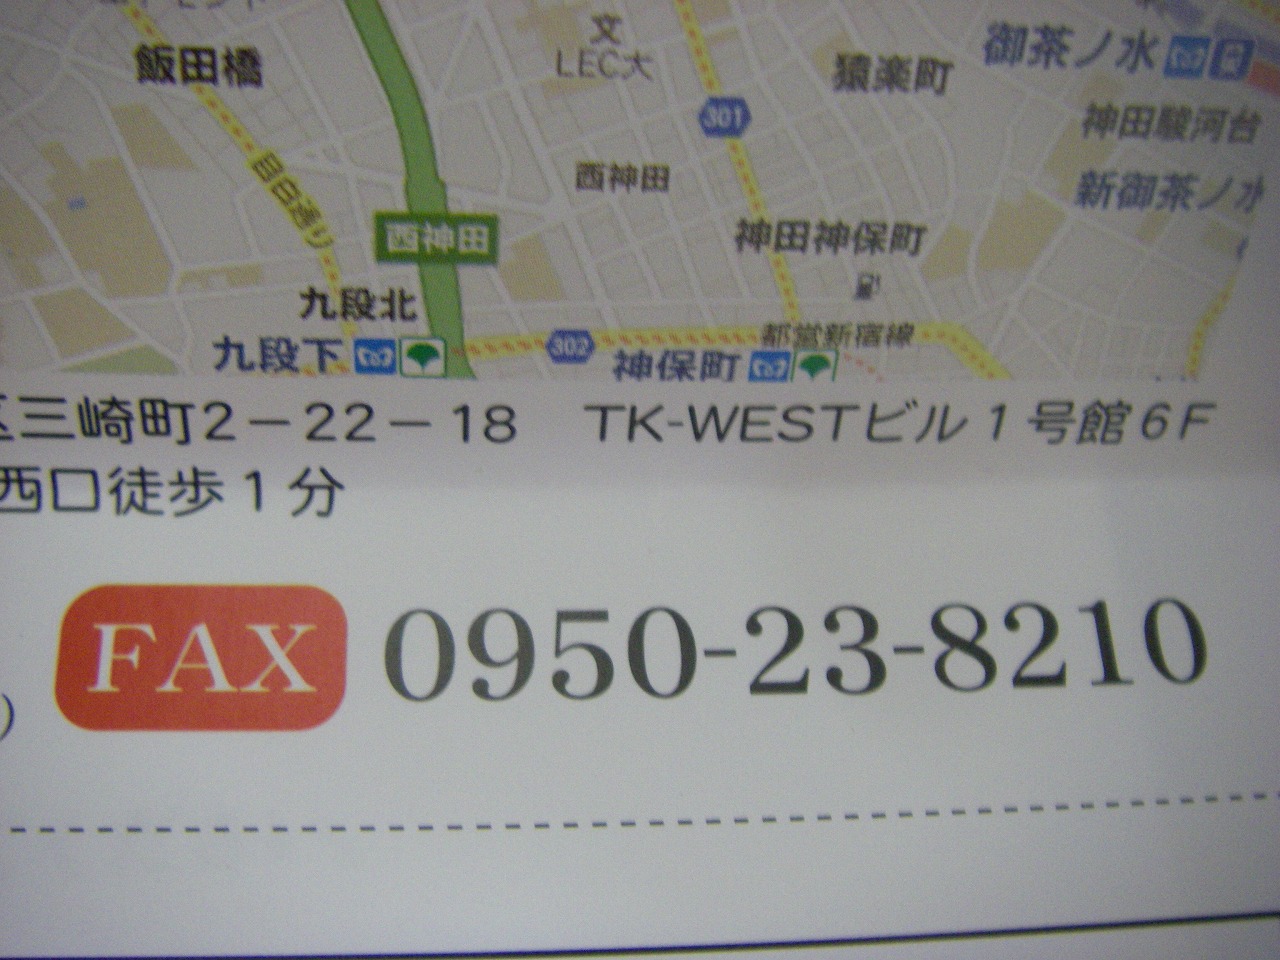 飯田橋
文
LEC大
猿楽町
御茶ノ水
301
神田駿河台
目白通り
西神田
新御茶ノ水
西神田
神田神保町
九段北
都営新宿線
九段下
302
神保町
三崎町2－22－18　TK-WESTビル1号館6F
西口徒歩1分
FAX 0950-23-8210
)